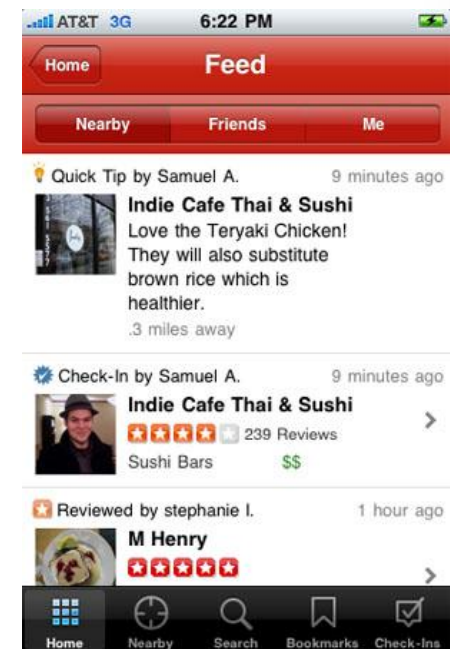 AT&T 3G 6:22 PM
Home Feed
Nearby Friends Me
Quick Tip by Samuel A. 9 minutes ago
Indie Cafe Thai & Sushi
Love the Teryaki Chicken!
They will also substitute
brown rice which is
healthier.
.3 miles away
Check-In by Samuel A. 9 minutes ago
Indie Cafe Thai & Sushi
239 Reviews
Sushi Bars $$
Reviewed by stephanie l. 1 hour ago
M Henry
Home Nearby Search Bookmarks Check-Ins